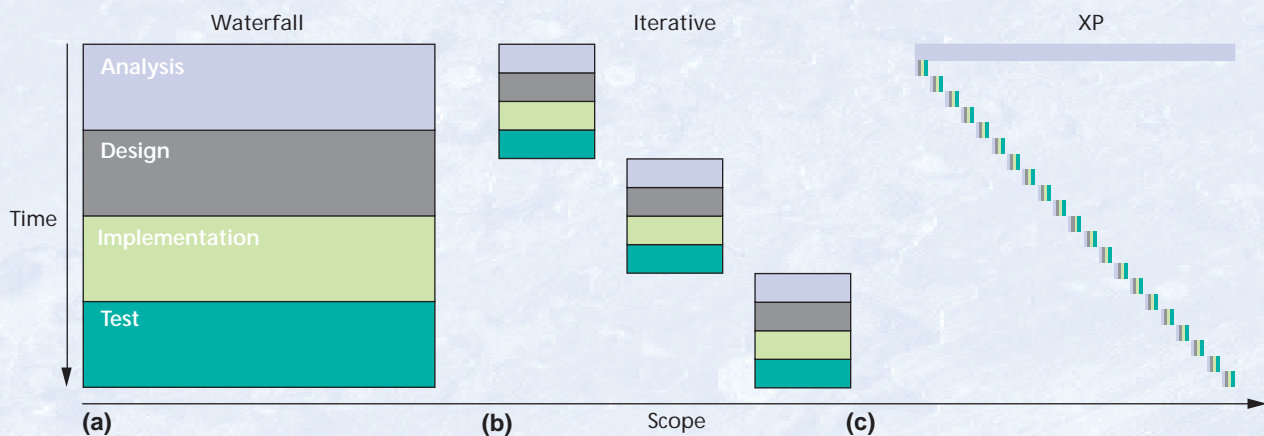 Waterfall
Iterative
XP
Analysis
Design
Time
Implementation
Test
(a)
(b)
Scope
(c)